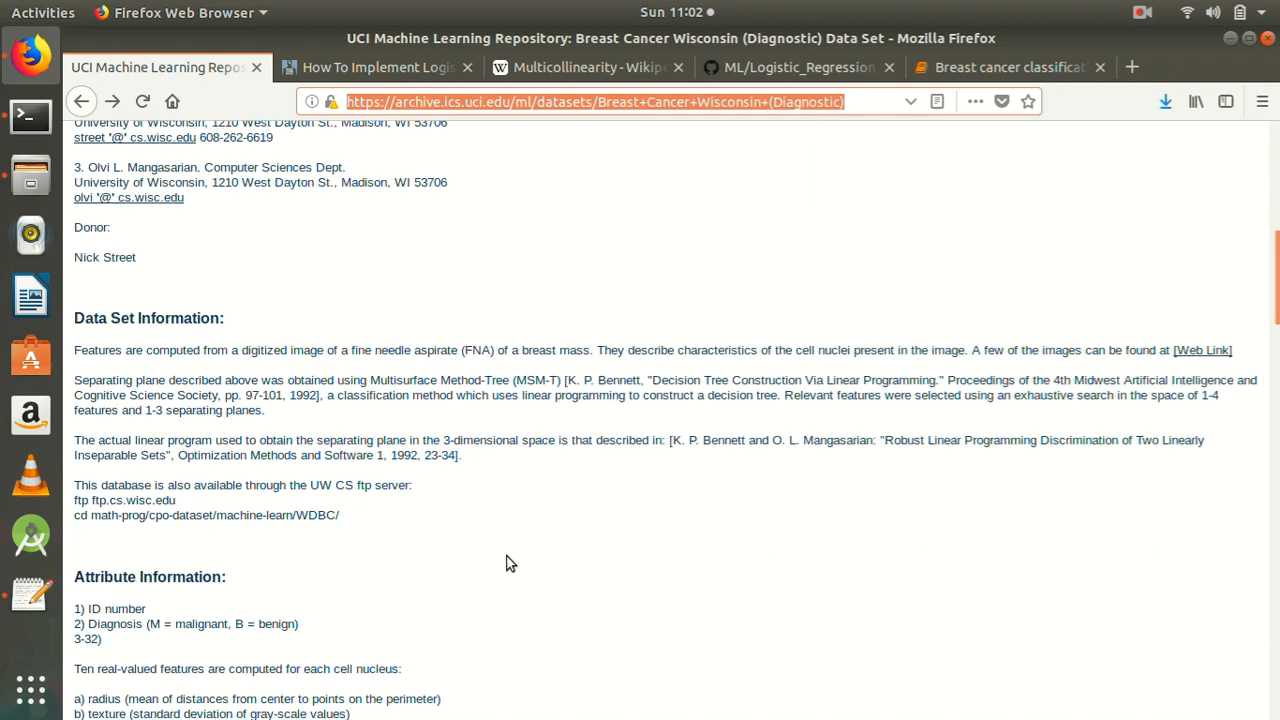 Activities
Firefox Web Browser
Sun 11:02
UCI Machine Learning Repository: Breast Cancer Wisconsin (Diagnostic) Data Set - Mozilla Firefox
UCI Machine Learning Repos
How To Implement Logis
Multicollinearity - Wikipe
ML/Logistic_Regression
Breast cancer classificat
https://archive.ics.uci.edu/ml/datasets/Breast+Cancer+Wisconsin+(Diagnostic)
University of Wisconsin, 1210 West Dayton St., Madison, WI 53706
street '@' cs.wisc.edu 608-262-6619
3. Olvi L. Mangasarian, Computer Sciences Dept.
University of Wisconsin, 1210 West Dayton St., Madison, WI 53706
olvi '@' cs.wisc.edu
Donor:
Nick Street
Data Set Information:
Features are computed from a digitized image of a fine needle aspirate (FNA) of a breast mass. They describe characteristics of the cell nuclei present in the image. A few of the images can be found at [Web Link]
Separating plane described above was obtained using Multisurface Method-Tree (MSM-T) [K. P. Bennett, "Decision Tree Construction Via Linear Programming." Proceedings of the 4th Midwest Artificial Intelligence and
Cognitive Science Society, pp. 97-101, 1992], a classification method which uses linear programming to construct a decision tree. Relevant features were selected using an exhaustive search in the space of 1-4
features and 1-3 separating planes.
The actual linear program used to obtain the separating plane in the 3-dimensional space is that described in: [K. P. Bennett and O. L. Mangasarian: "Robust Linear Programming Discrimination of Two Linearly
Inseparable Sets", Optimization Methods and Software 1, 1992, 23-34].
This database is also available through the UW CS ftp server:
ftp ftp.cs.wisc.edu
cd math-prog/cpo-dataset/machine-learn/WDBC/
Attribute Information:
1) ID number
2) Diagnosis (M = malignant, B = benign)
3-32)
Ten real-valued features are computed for each cell nucleus:
a) radius (mean of distances from center to points on the perimeter)
b) texture (standard deviation of gray-scale values)